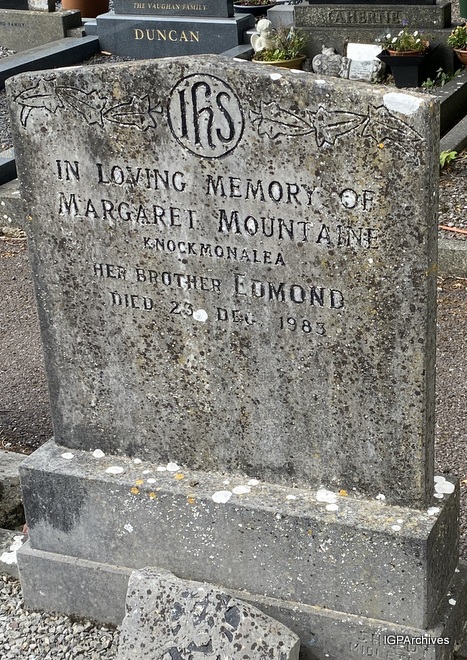 THE VAUGHAN FAMILY
DUNCAN
IHS
IN LOVING MEMORY OF
MARGARET MOUNTAINE
KNOCKMONALEA
HER BROTHER EDMOND
DIED 23 DEC 1983
IGPArchives